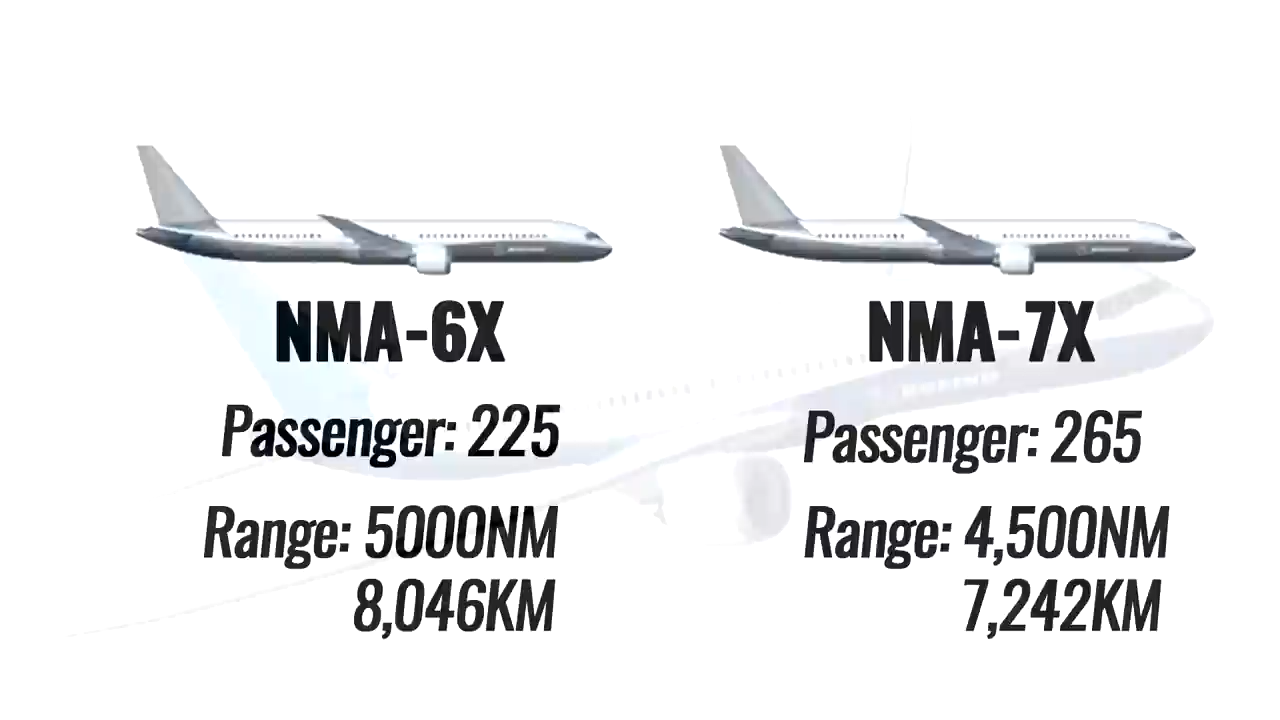 NMA-6X
Passenger: 225
Range: 5000NM
8,046KM
NMA-7X
Passenger: 265
Range: 4,500NM
7,242KM